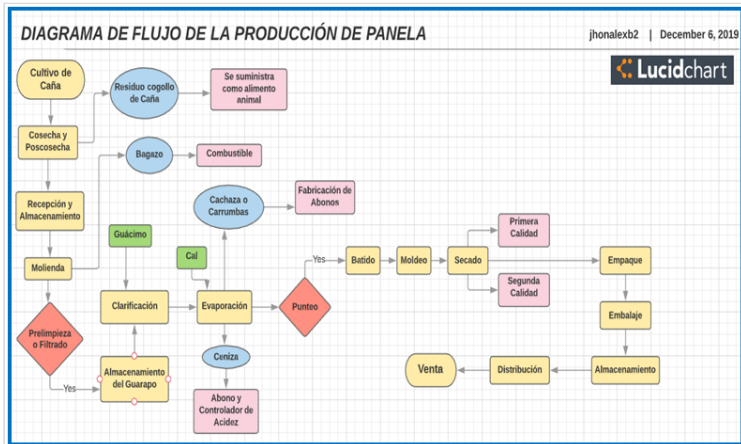 DIAGRAMA DE FLUJO DE LA PRODUCCIÓN DE PANELA
jhonalexb2 | December 6, 2019
Lucidchart
Cultivo de
Caña
Residuo cogollo
de Caña
Se suministra
como alimento
animal
Cosecha y
Poscosecha
Bagazo
Combustible
Recepción y
Almacenamiento
Cachaza o
Carrumbas
Fabricación de
Abonos
Guácimo
Cal
Molienda
Clarificación
Evaporación
Punteo
Yes
Batido
Moldeo
Secado
Primera
Calidad
Segunda
Calidad
Empaque
Embalaje
Almacenamiento
Distribución
Venta
Prelimpieza
o Filtrado
Yes
Almacenamiento
del Guarapo
Ceniza
Abono y
Controlador de
Acidez